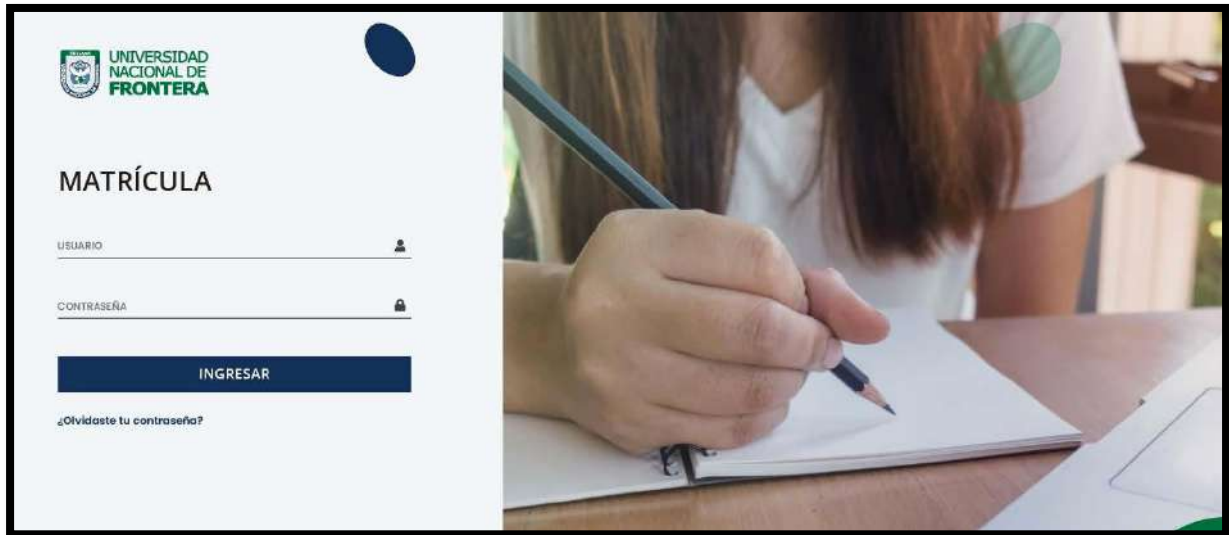 UNIVERSIDAD
NACIONAL DE
FRONTERA
MATRÍCULA
USUARIO
CONTRASEÑA
INGRESAR
¿Olvidaste tu contraseña?